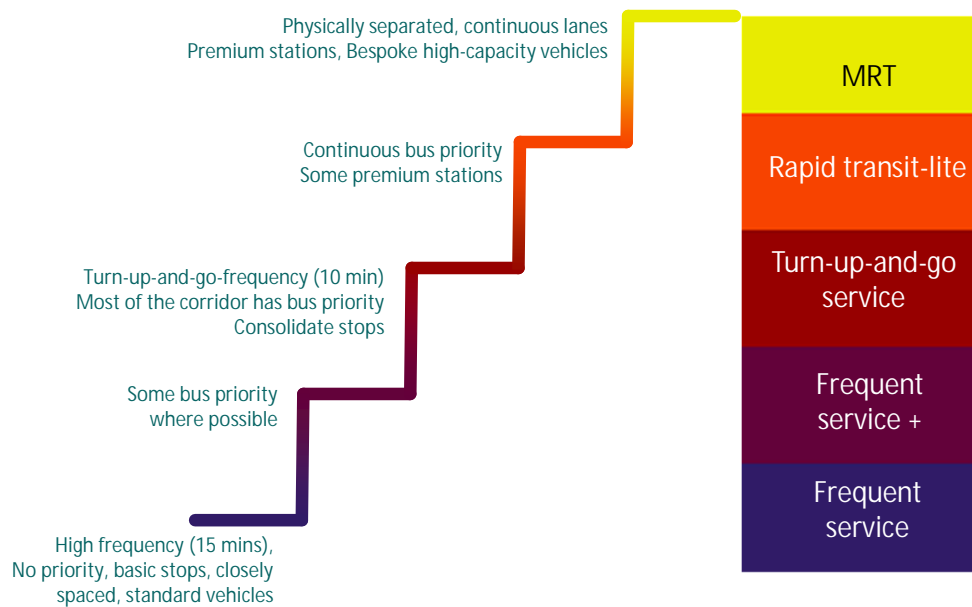 Physically separated, continuous lanes
Premium stations, Bespoke high-capacity vehicles
MRT
Continuous bus priority
Some premium stations
Rapid transit-lite
Turn-up-and-go-frequency (10 min)
Most of the corridor has bus priority
Consolidate stops
Turn-up-and-go
service
Some bus priority
where possible
Frequent
service +
High frequency (15 mins),
No priority, basic stops, closely
spaced, standard vehicles
Frequent
service